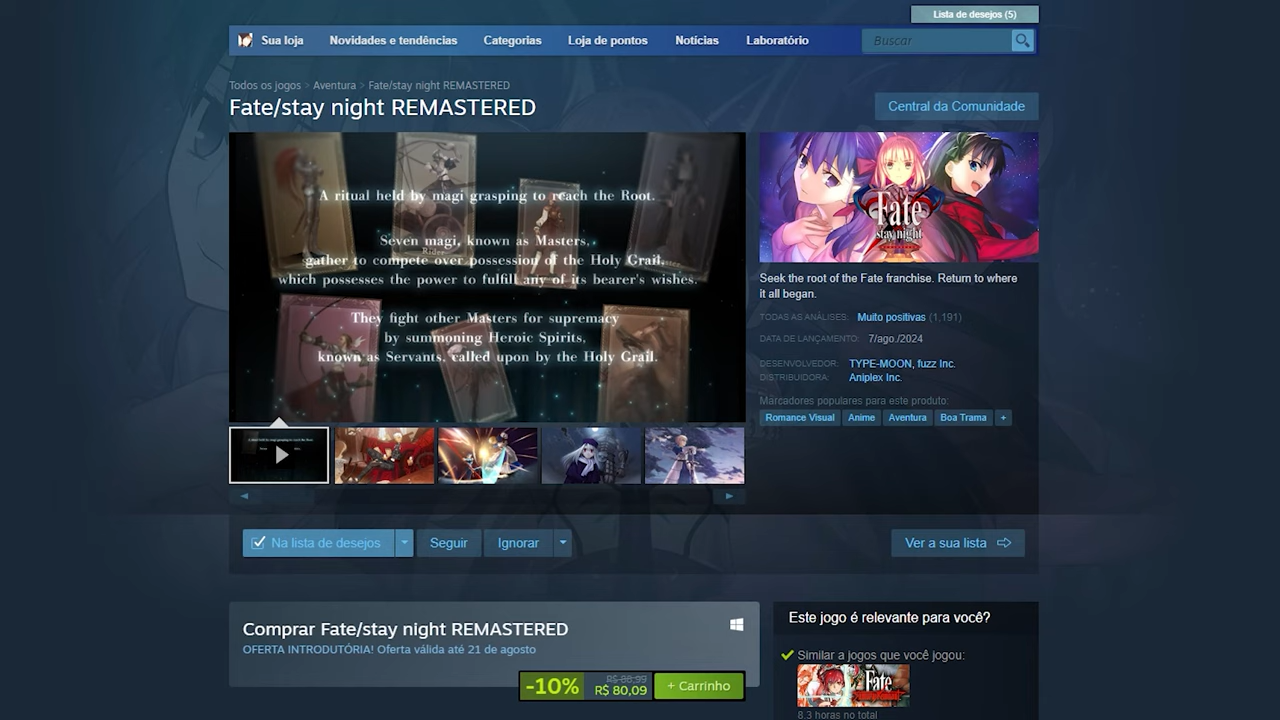 Lista de desejos (5)
Sua loja Novidades e tendências Categorias Loja de pontos Notícias Laboratório Buscar
Todos os jogos > Aventura > Fate/stay night REMASTERED
Fate/stay night REMASTERED
Central da Comunidade
A ritual held by magi grasping to reach the Root.
Seven magi, known as Masters,
gather to compete over possession of the Holy Grail,
which possesses the power to fulfill any of its bearer's wishes.
They fight other Masters for supremacy
by summoning Heroic Spirits,
known as Servants, called upon by the Holy Grail.
Rider
Fate
stay night
Seek the root of the Fate franchise. Return to where
it all began.
TODAS AS ANÁLISES: Muito positivas (1,191)
DATA DE LANÇAMENTO: 7/ago./2024
DESENVOLVEDOR: TYPE-MOON, fuzz Inc.
DISTRIBUIDORA: Aniplex Inc.
Marcadores populares para este produto:
Romance Visual Anime Aventura Boa Trama +
Na lista de desejos Seguir Ignorar Ver a sua lista
Comprar Fate/stay night REMASTERED
OFERTA INTRODUTÓRIA! Oferta válida até 21 de agosto
-10% R$ 88,99
R$ 80,09
+ Carrinho
Este jogo é relevante para você?
Similar a jogos que você jogou:
Fate
8.3 horas no total